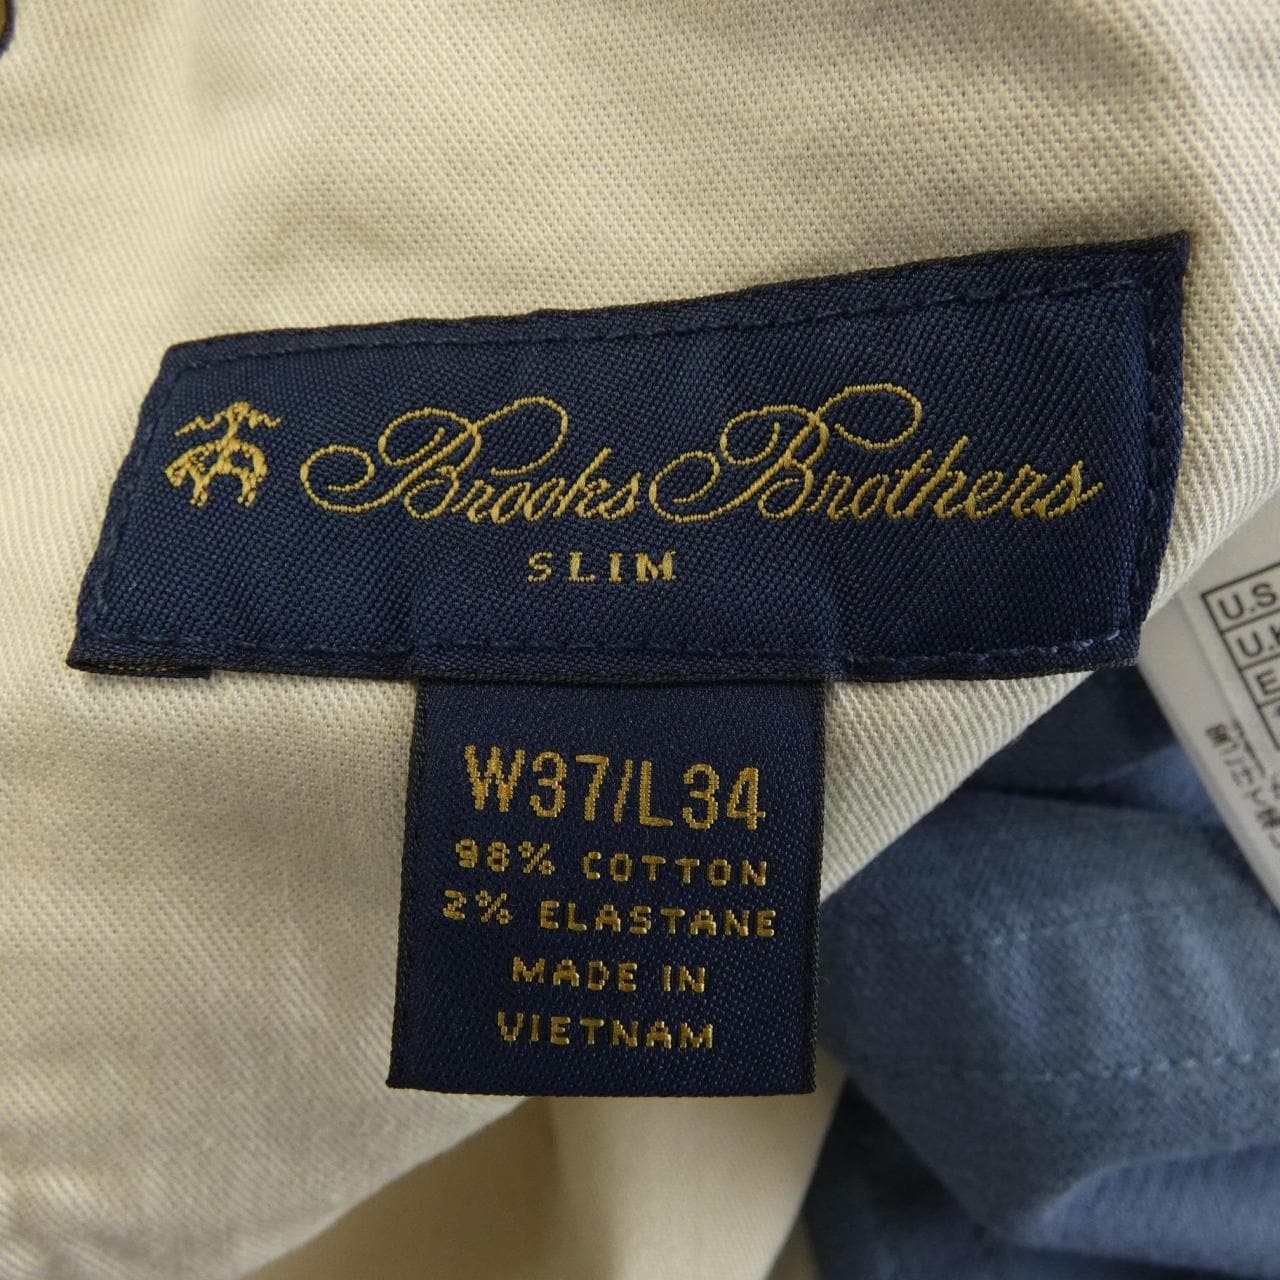 Brooks Brothers
SLIM
W37/L34
98% COTTON
2% ELASTANE
MADE IN
VIETNAM
U.S